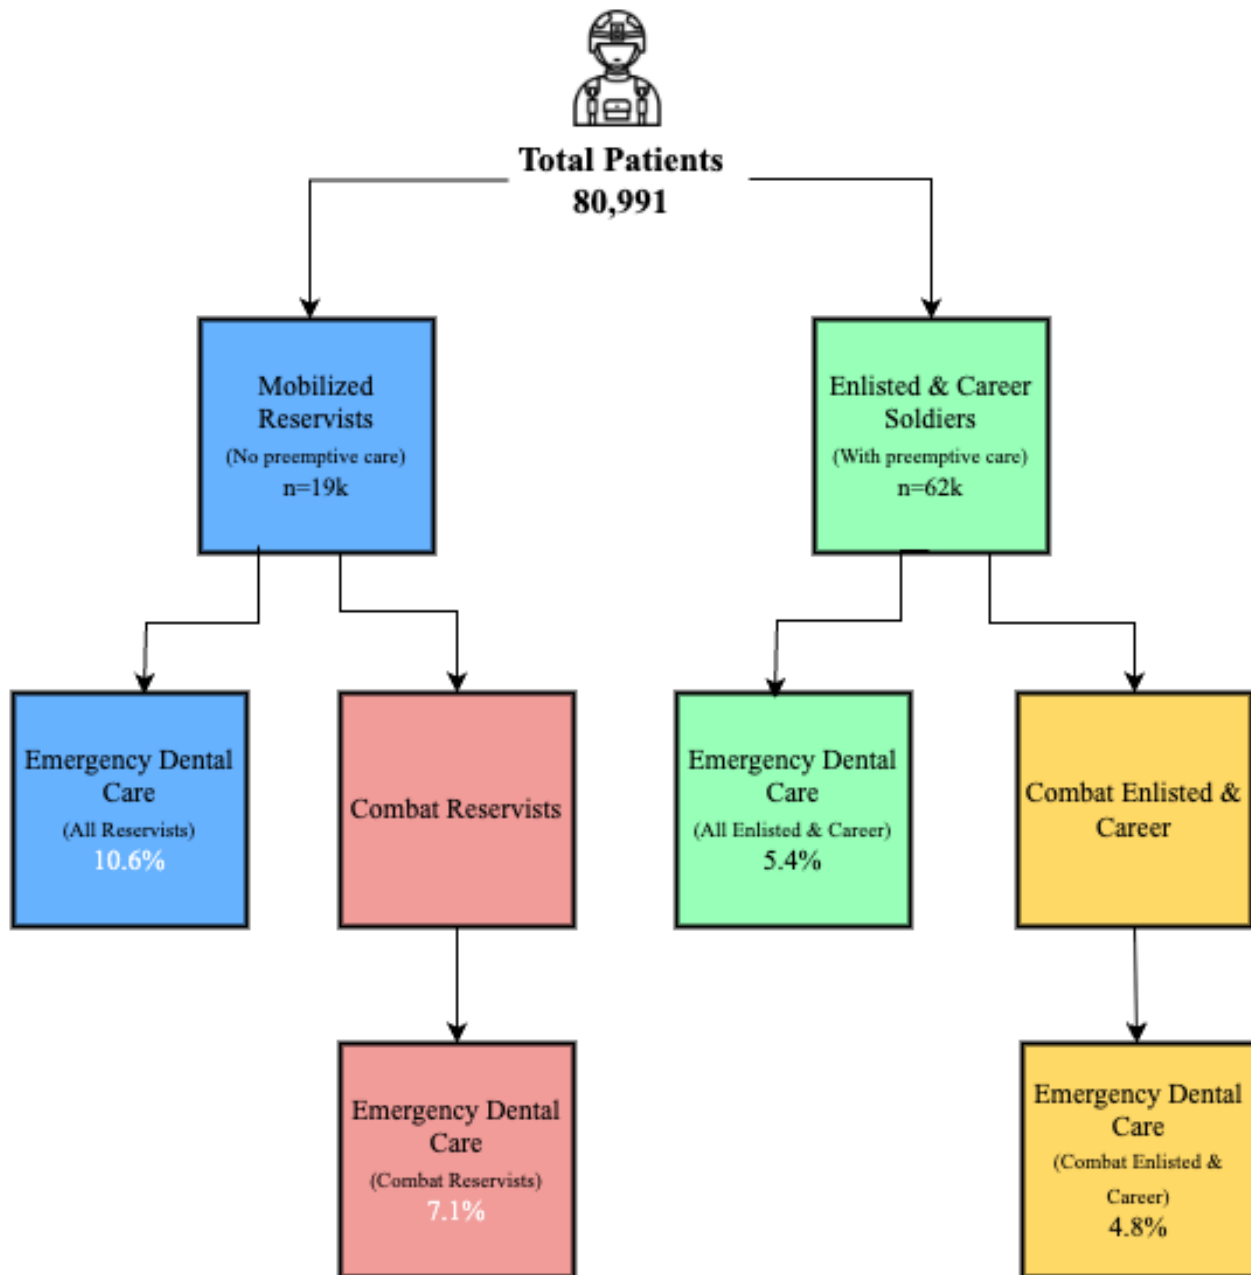 Total Patients
80,991
Mobilized
Reservists
(No preemptive care)
n=19k
Enlisted & Career
Soldiers
(With preemptive care)
n=62k
Emergency Dental
Care
(All Reservists)
10.6%
Combat Reservists
Emergency Dental
Care
(All Enlisted & Career)
5.4%
Combat Enlisted &
Career
Emergency Dental
Care
(Combat Reservists)
7.1%
Emergency Dental
Care
(Combat Enlisted &
Career)
4.8%